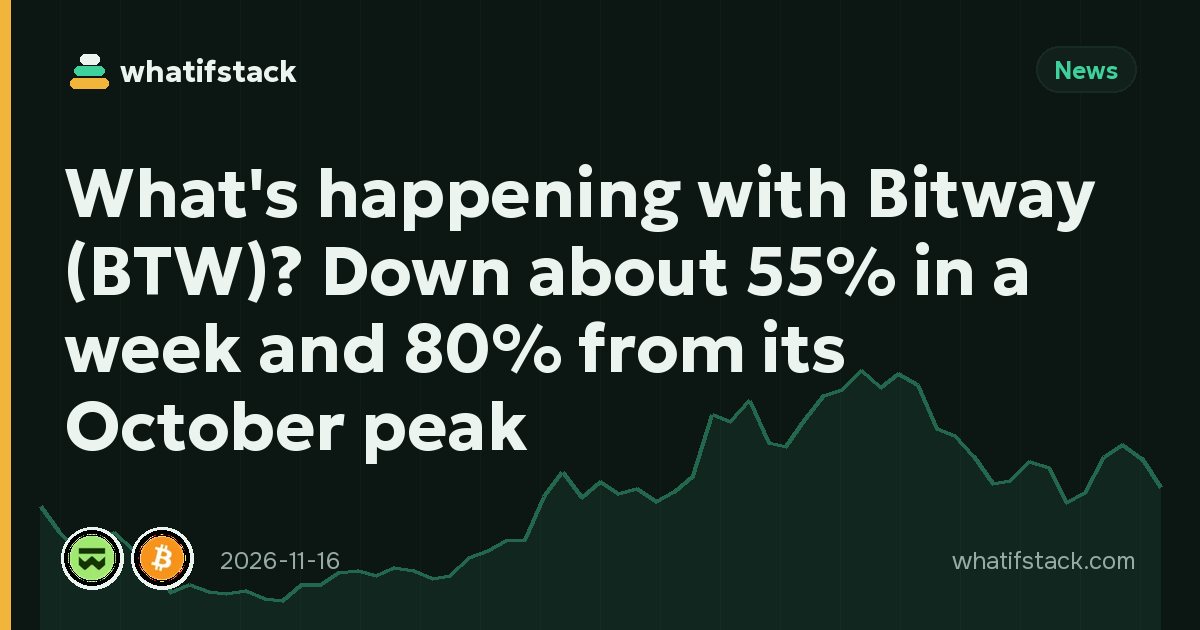 whatifstack
News
What's happening with Bitway
(BTW)? Down about 55% in a
week and 80% from its
October peak
2026-11-16
whatifstack.com